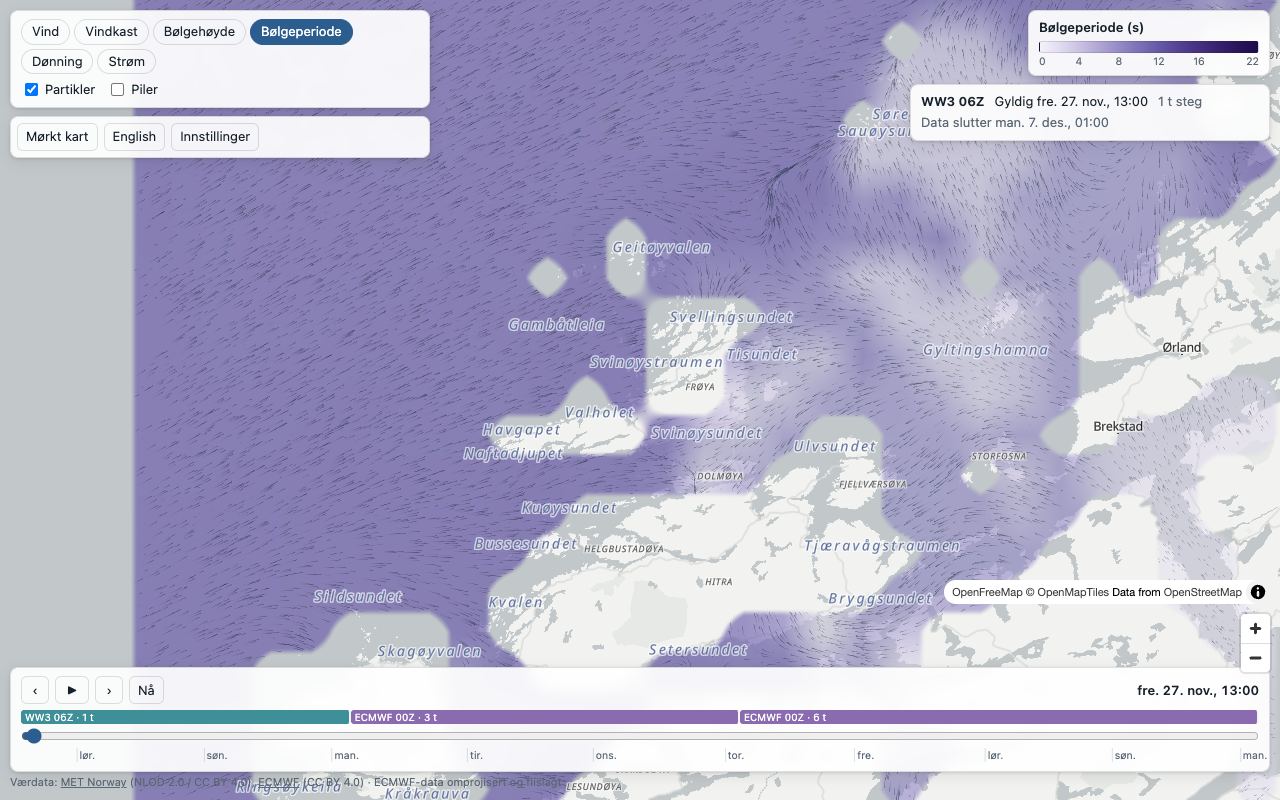 Vind Vindkast Bølgehøyde Bølgeperiode
Dønning Strøm
Partikler Piler
Mørkt kart English Innstillinger
Bølgeperiode (s)
0 4 8 12 16 22
WW3 06Z Gyldig fre. 27. nov., 13:00 1 t steg
Data slutter man. 7. des., 01:00
Geitøyvalen
Gambåtleia
Svellingsundet
Svinøystraumen
Tisundet
Gyltingshamna
Ørland
FRØYA
Valholet
Havgapet
Naftadjupet
Svinøysundet
Ulvsundet
Brekstad
STORFOSNA
DOLMØYA
FJELLVÆRSØYA
Kuøysundet
Bussesundet
HELGBUSTADØYA
Tjæravågstraumen
HITRA
Sildsundet
Kvalen
Bryggsundet
OpenFreeMap © OpenMapTiles Data from OpenStreetMap
Skagøyvalen
Setersundet
‹ › Nå
fre. 27. nov., 13:00
WW3 06Z · 1 t ECMWF 00Z · 3 t ECMWF 00Z · 6 t
lør. søn. man. tir. ons. tor. fre. lør. søn. man.
Værdata: MET Norway (NLOD 2.0 / CC BY 4.0), ECMWF (CC BY 4.0) · ECMWF-data omprojisert og fliselagt
Kråkrauva